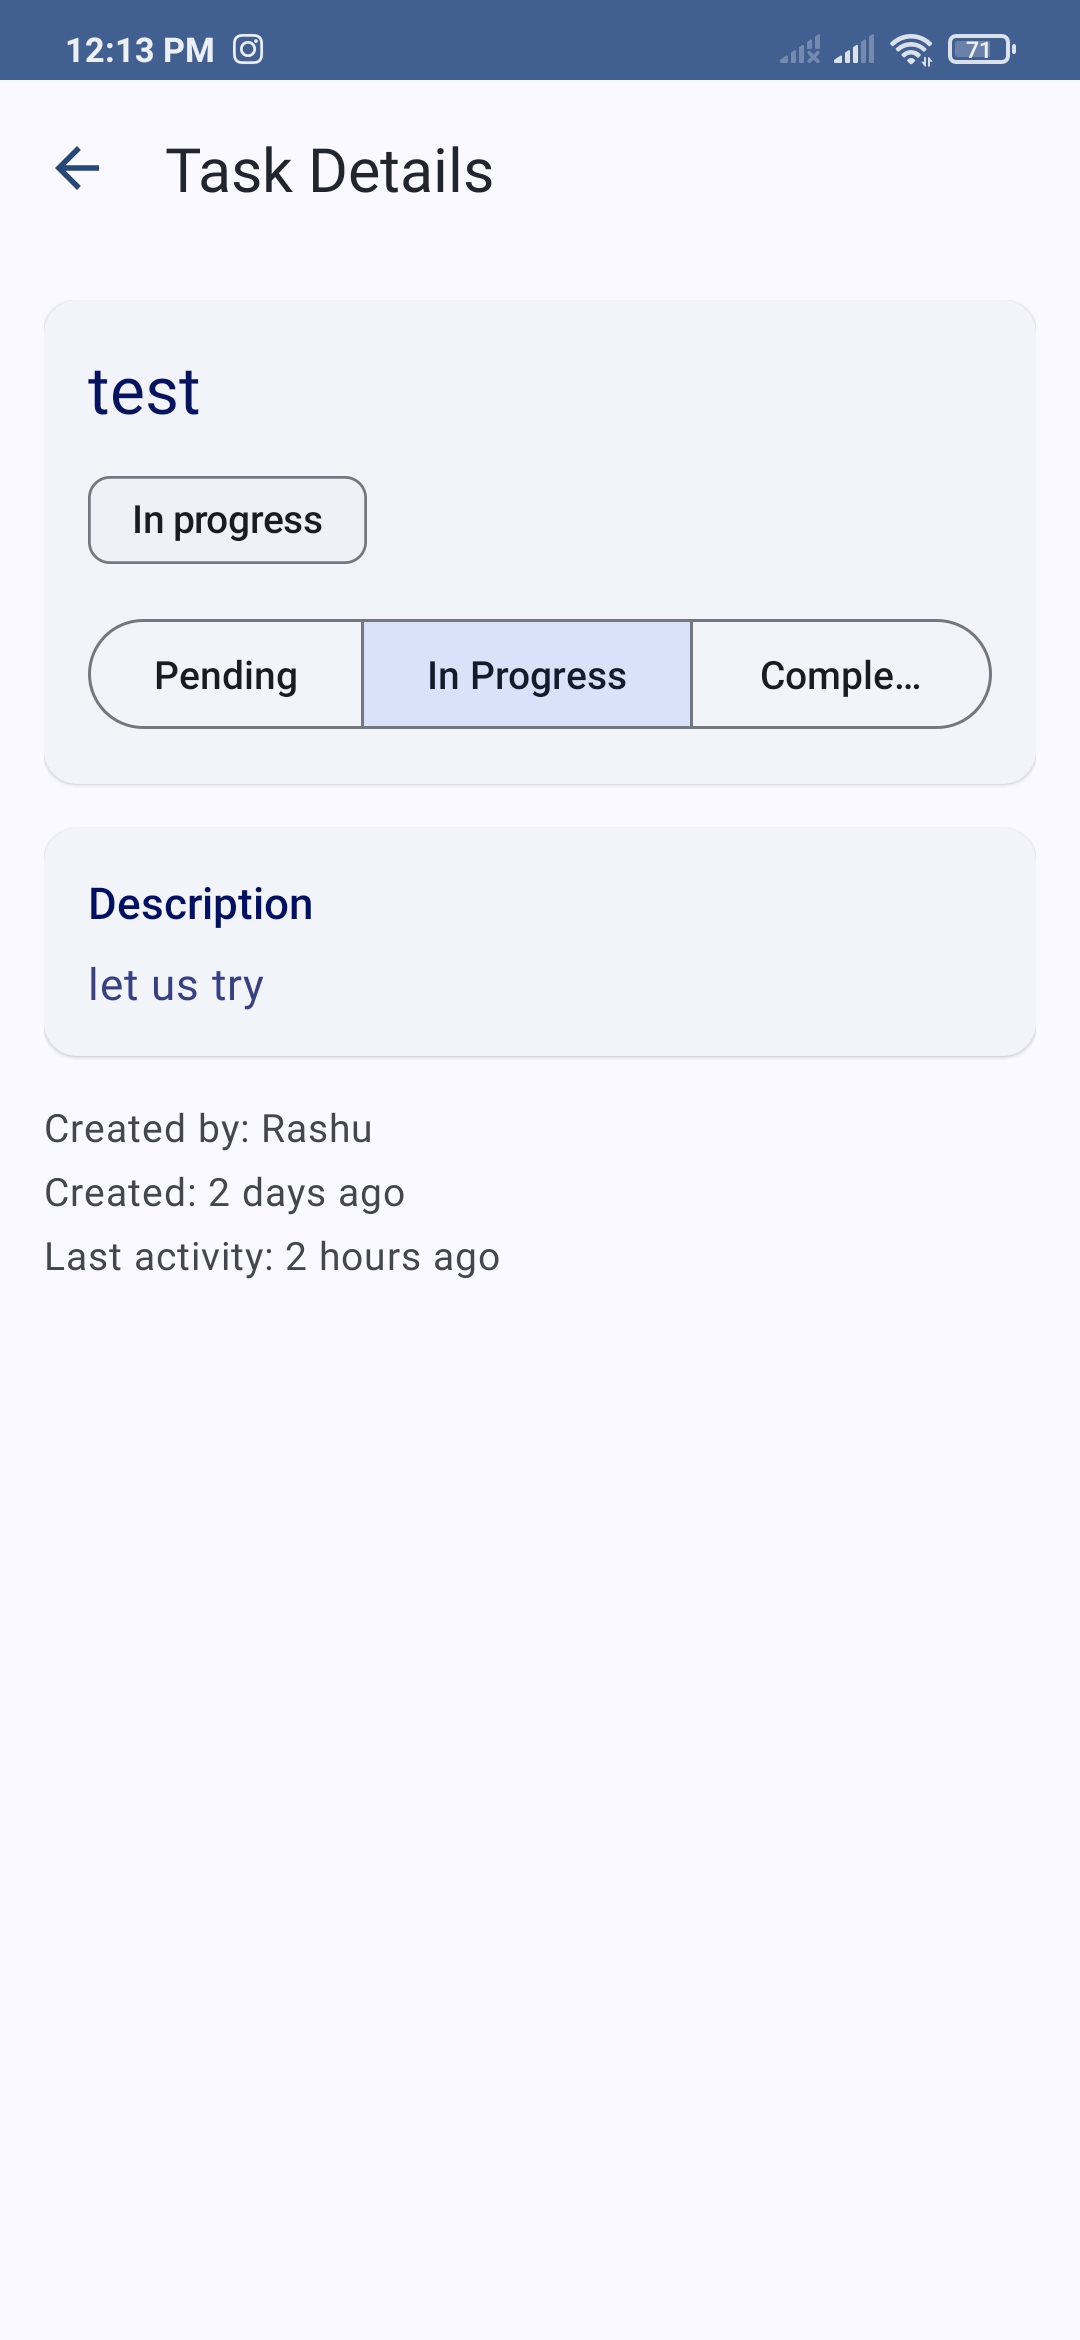 12:13 PM 71
Task Details
test
In progress
Pending In Progress Comple...
Description
let us try
Created by: Rashu
Created: 2 days ago
Last activity: 2 hours ago